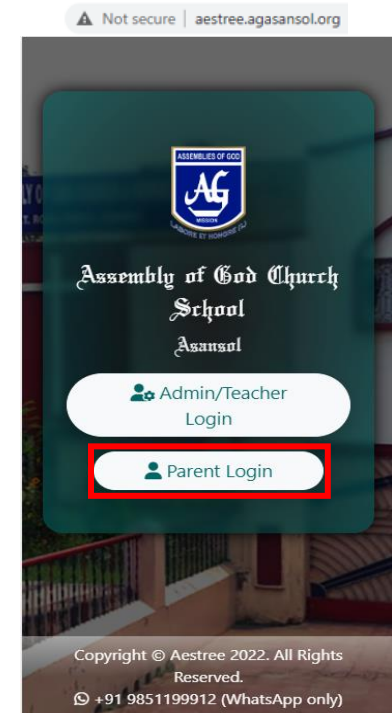 Not secure | aestree.agasansol.org
ASSEMBLIES OF GOD
AG
MISSION
LABORE ET HONORE (L)
Assembly of God Church
School
Asansol
Admin/Teacher
Login
Parent Login
Copyright © Aestree 2022. All Rights
Reserved.
+91 9851199912 (WhatsApp only)